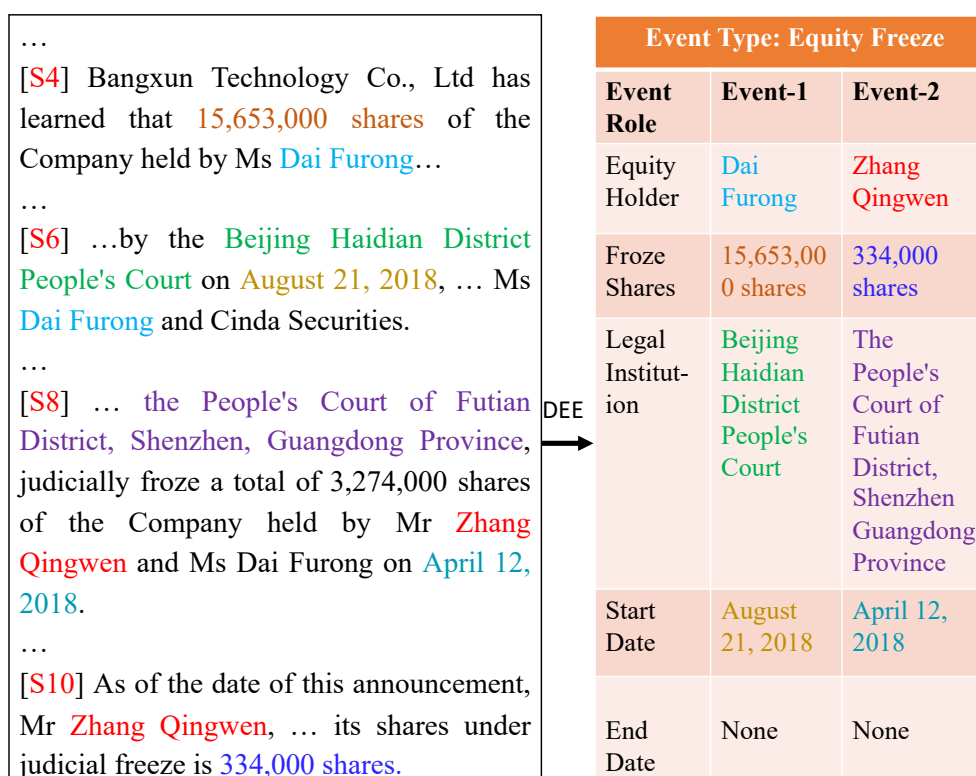 …
[S4] Bangxun Technology Co., Ltd has
learned that 15,653,000 shares of the
Company held by Ms Dai Furong…
…
[S6] …by the Beijing Haidian District
People's Court on August 21, 2018, … Ms
Dai Furong and Cinda Securities.
…
[S8] … the People's Court of Futian
District, Shenzhen, Guangdong Province,
judicially froze a total of 3,274,000 shares
of the Company held by Mr Zhang
Qingwen and Ms Dai Furong on April 12,
2018.
…
[S10] As of the date of this announcement,
Mr Zhang Qingwen, … its shares under
judicial freeze is 334,000 shares.
DEE
Event Type: Equity Freeze
Event Event-1 Event-2
Role
Equity Dai Zhang
Holder Furong Qingwen
Froze 15,653,00 334,000
Shares 0 shares shares
Legal Beijing The
Institut- Haidian People's
ion District Court of
People's Futian
Court District,
Shenzhen
Guangdong
Province
Start August April 12,
Date 21, 2018 2018
End None None
Date